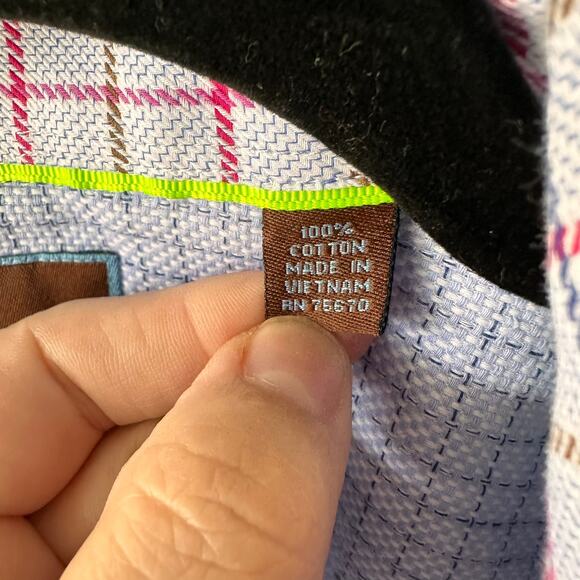 100%
COTTON
MADE IN
VIETNAM
RN 75670